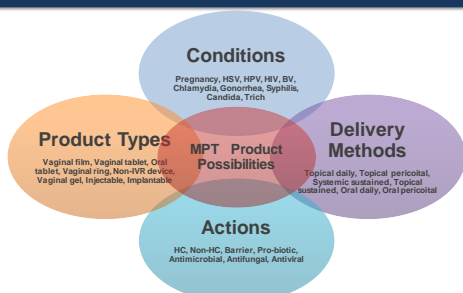 Conditions
Pregnancy, HSV, HPV, HIV, BV,
Chlamydia, Gonorrhea, Syphilis,
Candida, Trich
Product Types
Vaginal film, Vaginal tablet, Oral
tablet, Vaginal ring, Non-IVR device,
Vaginal gel, Injectable, Implantable
MPT Product
Possibilities
Delivery
Methods
Topical daily, Topical pericoital,
Systemic sustained, Topical
sustained, Oral daily, Oral pericoital
Actions
HC, Non-HC, Barrier, Pro-biotic,
Antimicrobial, Antifungal, Antiviral